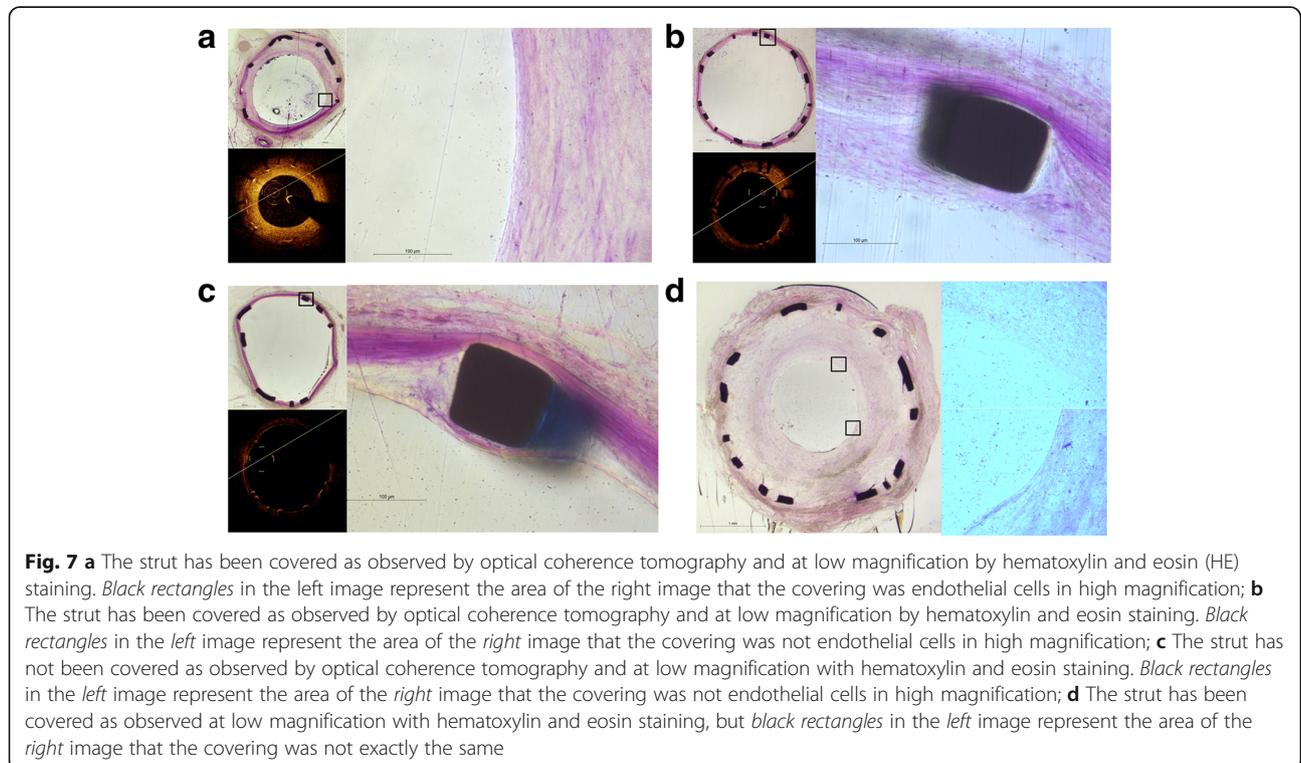 a
b
100 µm
100 µm
c
d
100 µm
1 mm
Fig. 7 a The strut has been covered as observed by optical coherence tomography and at low magnification by hematoxylin and eosin (HE)
staining. Black rectangles in the left image represent the area of the right image that the covering was endothelial cells in high magnification; b
The strut has been covered as observed by optical coherence tomography and at low magnification by hematoxylin and eosin staining. Black
rectangles in the left image represent the area of the right image that the covering was not endothelial cells in high magnification; c The strut has
not been covered as observed by optical coherence tomography and at low magnification with hematoxylin and eosin staining. Black rectangles
in the left image represent the area of the right image that the covering was not endothelial cells in high magnification; d The strut has been
covered as observed at low magnification with hematoxylin and eosin staining, but black rectangles in the left image represent the area of the
right image that the covering was not exactly the same